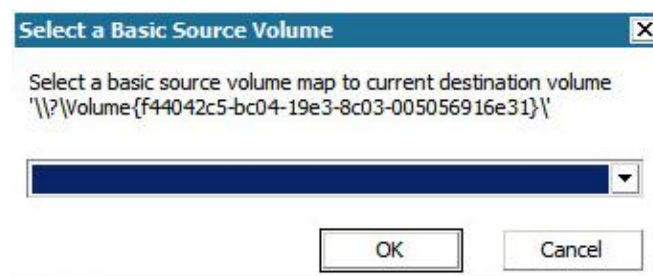 Select a Basic Source Volume
Select a basic source volume map to current destination volume
'\\?\Volume{f44042c5-bc04-19e3-8c03-005056916e31}\'
OK
Cancel